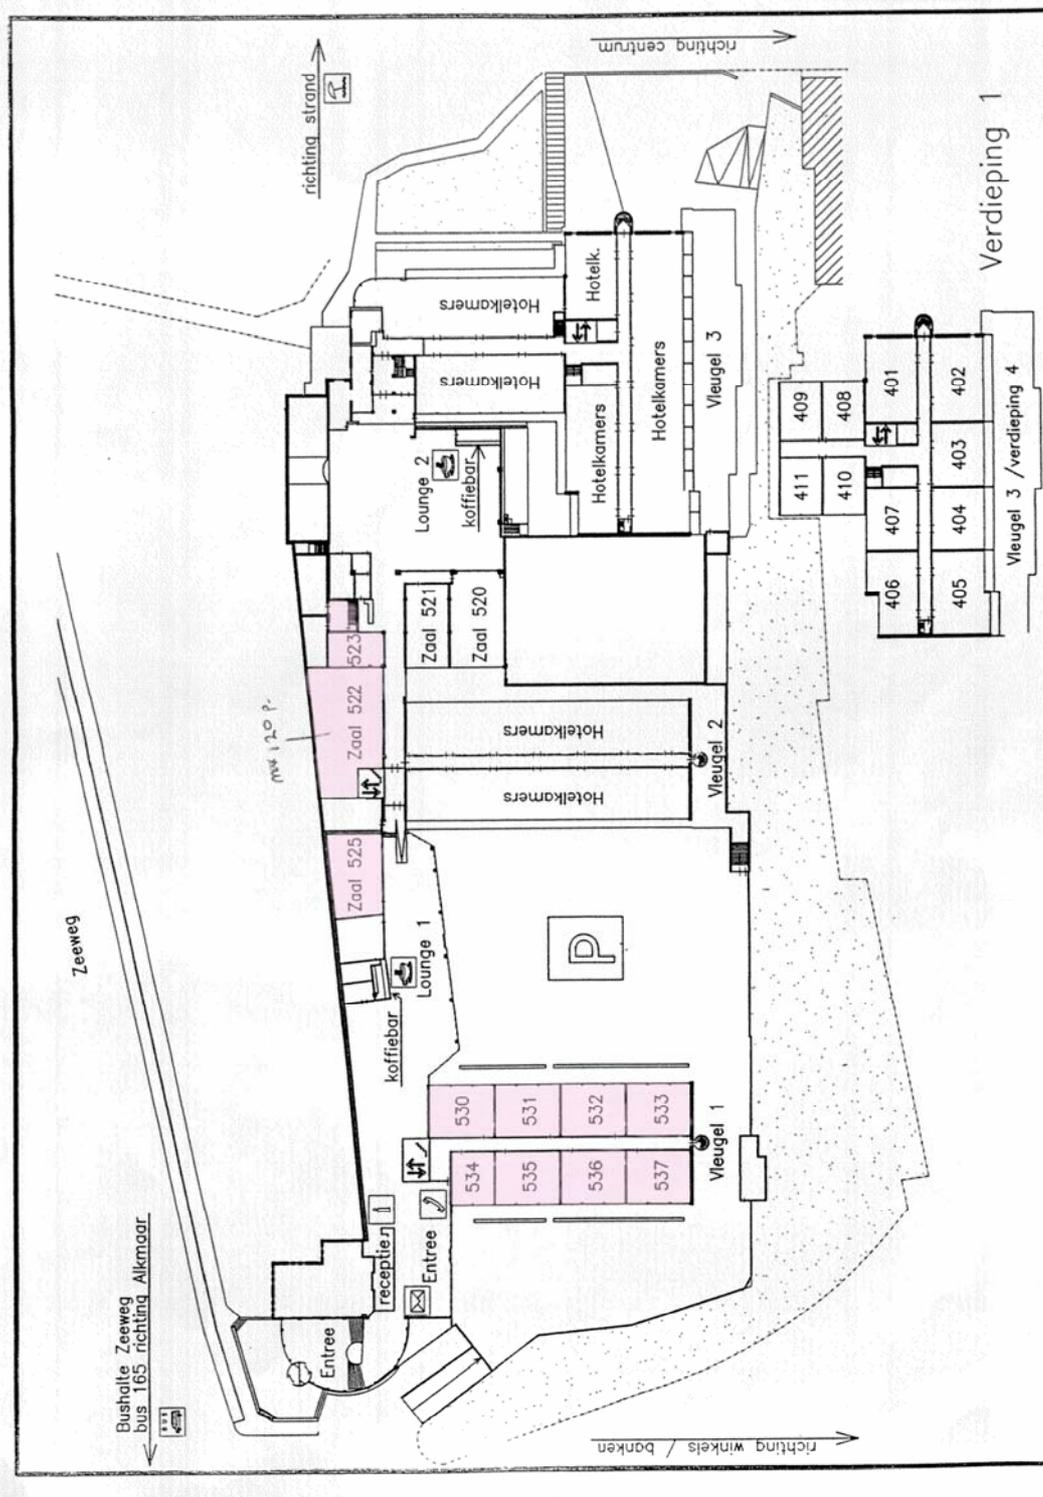 richting centrum
richting strand
Verdieping 1
Hotelkamers
Hotelk.
Hotelkamers
Hotelkamers
Hotelkamers
Vleugel 3
Lounge 2
koffiebar
409
408
401
402
411
410
403
407
404
406
405
Vleugel 3 / verdieping 4
Zaal 521
Zaal 520
523
Zaal 522
max 120 p.
Hotelkamers
Hotelkamers
Vleugel 2
Zaal 525
Lounge 1
koffiebar
P
Zeeweg
530
531
532
533
534
535
536
537
Vleugel 1
receptie
Entree
Entree
Bushalte Zeeweg
bus 165 richting Alkmaar
BUS
richting winkels / banken